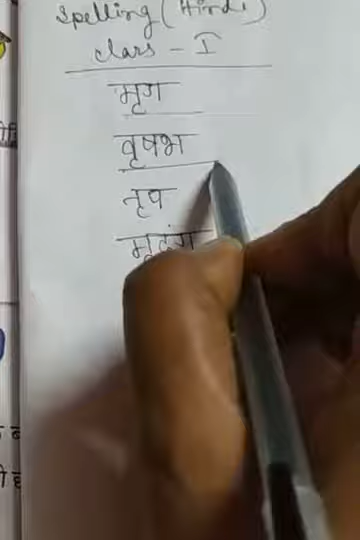 Spelling (Hindi)
Class - I
मृग
वृषभ
नृप
मृदंग